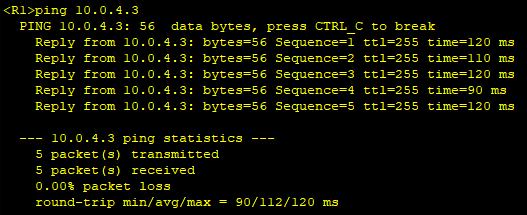 <R1>ping 10.0.4.3
PING 10.0.4.3: 56  data bytes, press CTRL_C to break
Reply from 10.0.4.3: bytes=56 Sequence=1 ttl=255 time=120 ms
Reply from 10.0.4.3: bytes=56 Sequence=2 ttl=255 time=110 ms
Reply from 10.0.4.3: bytes=56 Sequence=3 ttl=255 time=120 ms
Reply from 10.0.4.3: bytes=56 Sequence=4 ttl=255 time=90 ms
Reply from 10.0.4.3: bytes=56 Sequence=5 ttl=255 time=120 ms
--- 10.0.4.3 ping statistics ---
5 packet(s) transmitted
5 packet(s) received
0.00% packet loss
round-trip min/avg/max = 90/112/120 ms